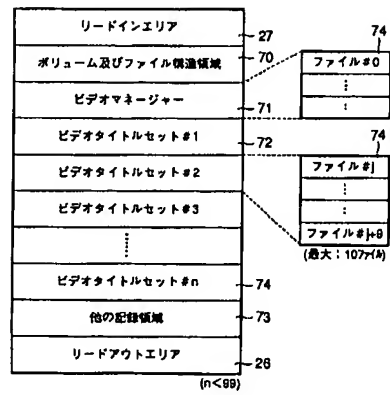 リードインエリア
27
ボリューム及びファイル構造領域
70
ビデオマネージャー
71
ビデオタイトルセット#1
72
ビデオタイトルセット#2
ビデオタイトルセット#3
ビデオタイトルセット#n
74
他の記録領域
73
リードアウトエリア
26
(n<99)
74
ファイル#0
74
ファイル#j
ファイル#j+9
(最大；107ｧｲﾙ)